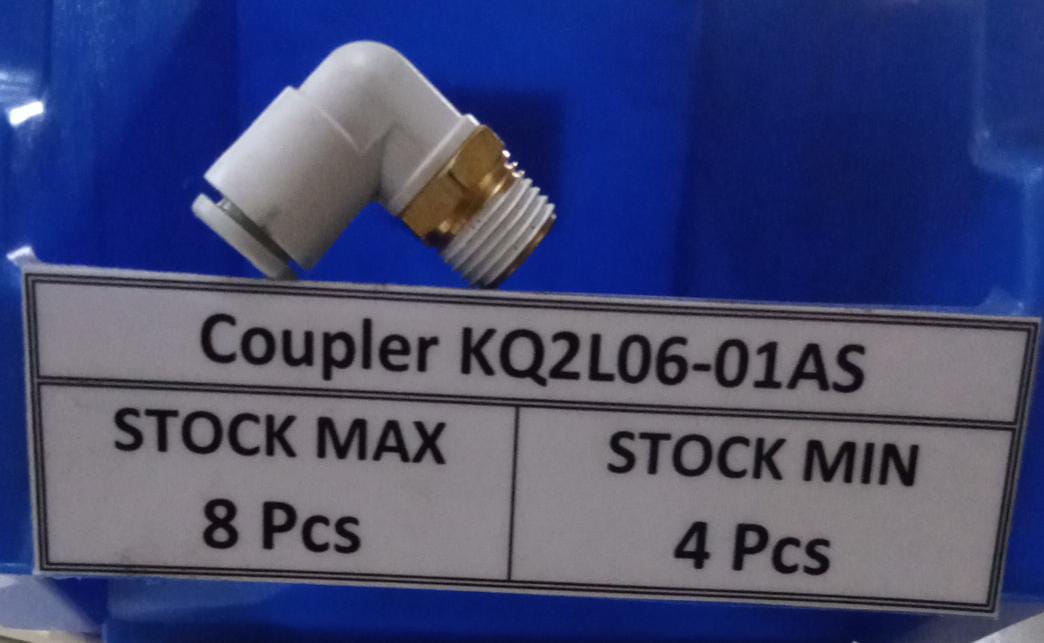 Coupler KQ2L06-01AS
STOCK MAX
8 Pcs
STOCK MIN
4 Pcs